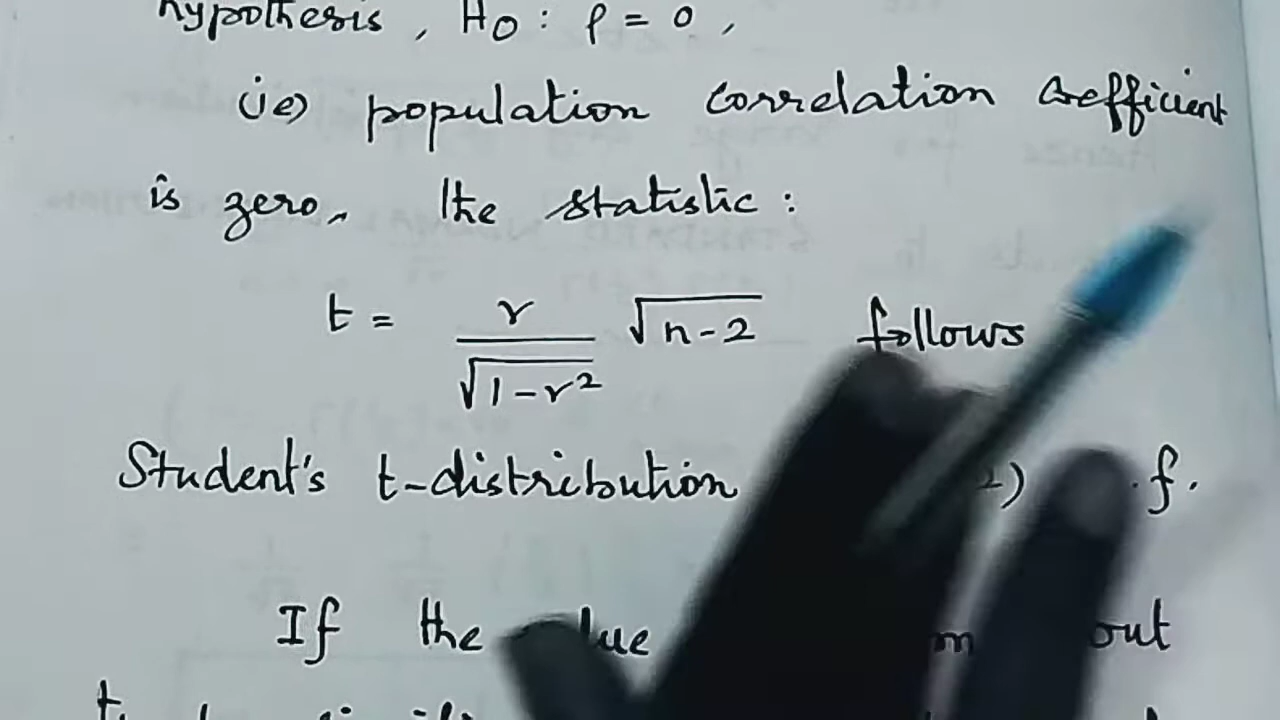 hypothesis, H0 : ρ = 0,
(ie) population correlation coefficient
is zero, the statistic :
t = r / √(1-r²) √(n-2) follows
Student's t-distribution 2) f.
If the out